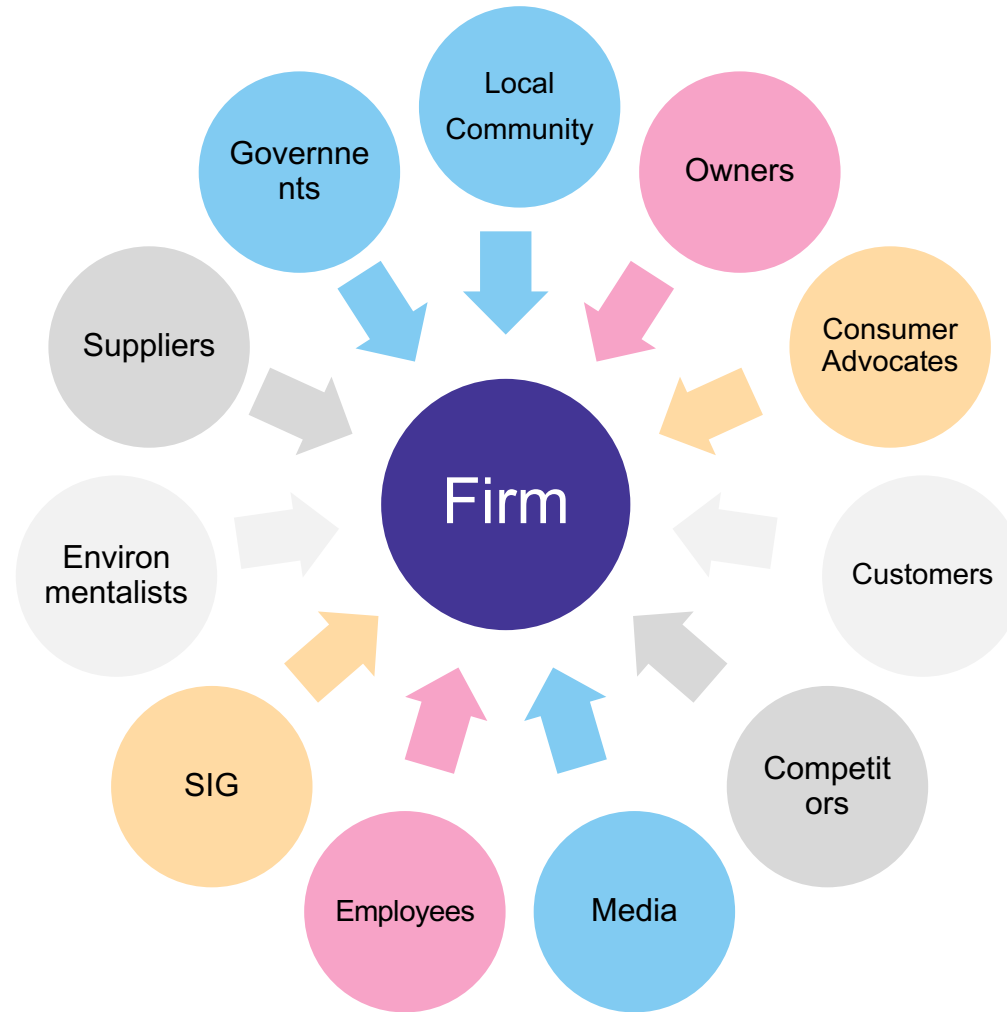 Local
Community
Owners
Consumer
Advocates
Customers
Competit
ors
Media
Employees
SIG
Environ
mentalists
Suppliers
Governne
nts
Firm